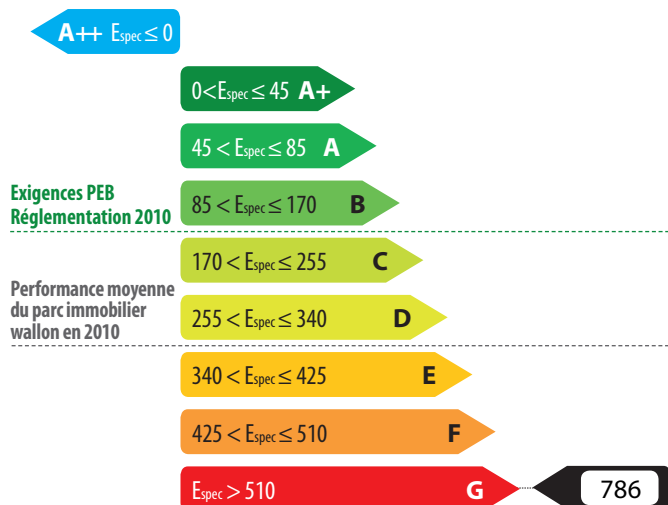 A++ Espec ≤ 0
0<Espec ≤ 45 A+
45 < Espec ≤ 85 A
Exigences PEB
Réglementation 2010
85 < Espec ≤ 170 B
170 < Espec ≤ 255 C
Performance moyenne
du parc immobilier
wallon en 2010
255 < Espec ≤ 340 D
340 < Espec ≤ 425 E
425 < Espec ≤ 510 F
Espec > 510 G
786